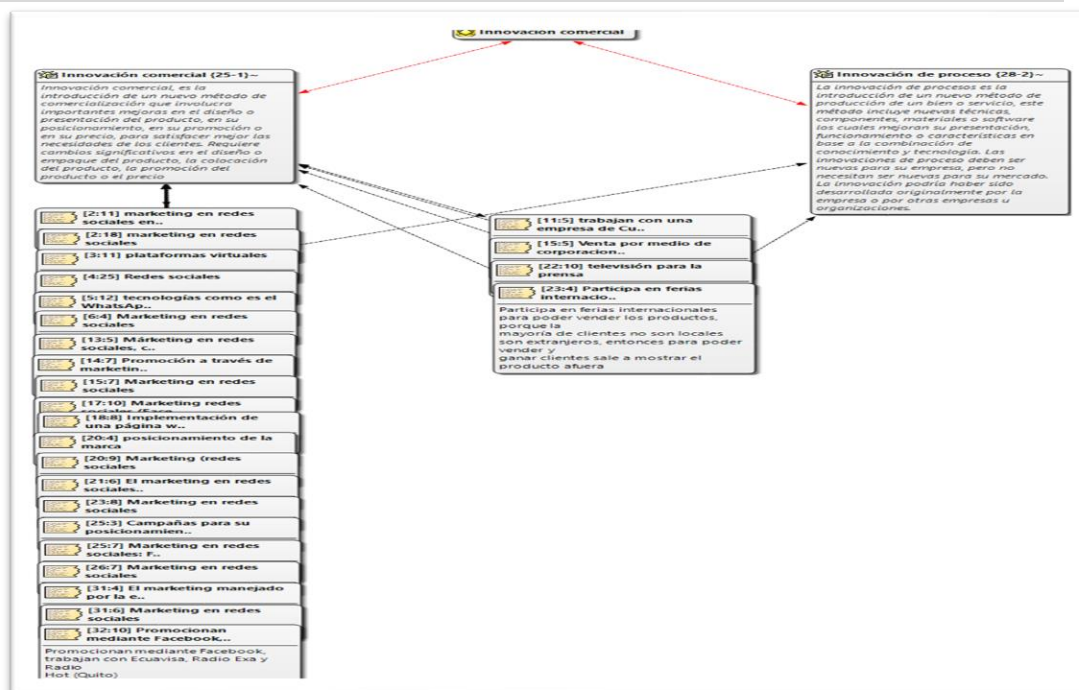 Innovación comercial
Innovación comercial {25-1}~
Innovación comercial, es la
introducción de un nuevo método de
comercialización que involucra
importantes mejoras en el diseño o
presentación del producto, en su
posicionamiento, en su promoción o
en su precio, para satisfacer mejor las
necesidades de los clientes. Requiere
cambios significativos en el diseño o
empaque del producto, la colocación
del producto, la promoción del
producto o el precio
Innovación de proceso {28-2}~
La innovación de procesos es la
introducción de un nuevo método de
producción de un bien o servicio, este
método incluye nuevas técnicas,
componentes, materiales o software
los cuales mejoran su presentación,
funcionamiento o características en
base a la combinación de
conocimiento y tecnología. Las
innovaciones de proceso deben ser
nuevas para su empresa, pero no
necesitan ser nuevas para su mercado.
La innovación podría haber sido
desarrollada originalmente por la
empresa o por otras empresas u
organizaciones.
[2:11] marketing en redes
sociales en..
[2:18] marketing en redes
sociales
[3:11] plataformas virtuales
[4:25] Redes sociales
[5:12] tecnologías como es el
WhatsAp..
[6:4] Marketing en redes
sociales
[13:5] Márketing en redes
sociales, c..
[14:7] Promoción a través de
marketin..
[15:7] Marketing en redes
sociales
[17:10] Marketing redes
sociales (Face
[18:8] Implementación de
una página w..
[20:4] posicionamiento de la
marca
[20:9] Marketing (redes
sociales
[21:6] El marketing en redes
sociales..
[23:8] Marketing en redes
sociales
[25:3] Campañas para su
posicionamien..
[25:7] Marketing en redes
sociales: F..
[26:7] Marketing en redes
sociales
[31:4] El marketing manejado
por la e..
[31:6] Marketing en redes
sociales
[32:10] Promocionan
mediante Facebook,..
Promocionan mediante Facebook,
trabajan con Ecuavisa, Radio Exa y
Radio
Hot (Quito)
[11:5] trabajan con una
empresa de Cu..
[15:5] Venta por medio de
corporacion..
[22:10] televisión para la
prensa
[23:4] Participa en ferias
internacio..
Participa en ferias internacionales
para poder vender los productos,
porque la
mayoría de clientes no son locales
son extranjeros, entonces para poder
vender y
ganar clientes sale a mostrar el
producto afuera